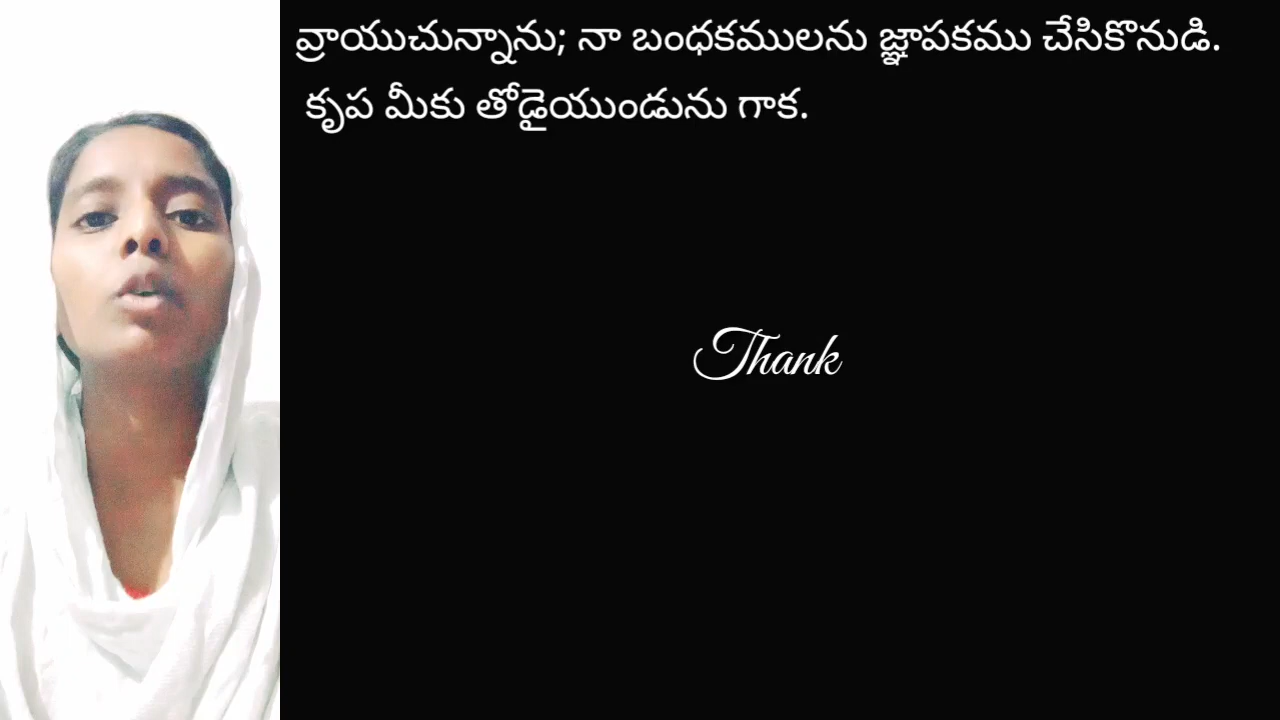 వ్రాయుచున్నాను; నా బంధకములను జ్ఞాపకము చేసికొనుడి.
కృప మీకు తోడైయుండును గాక.
Thank